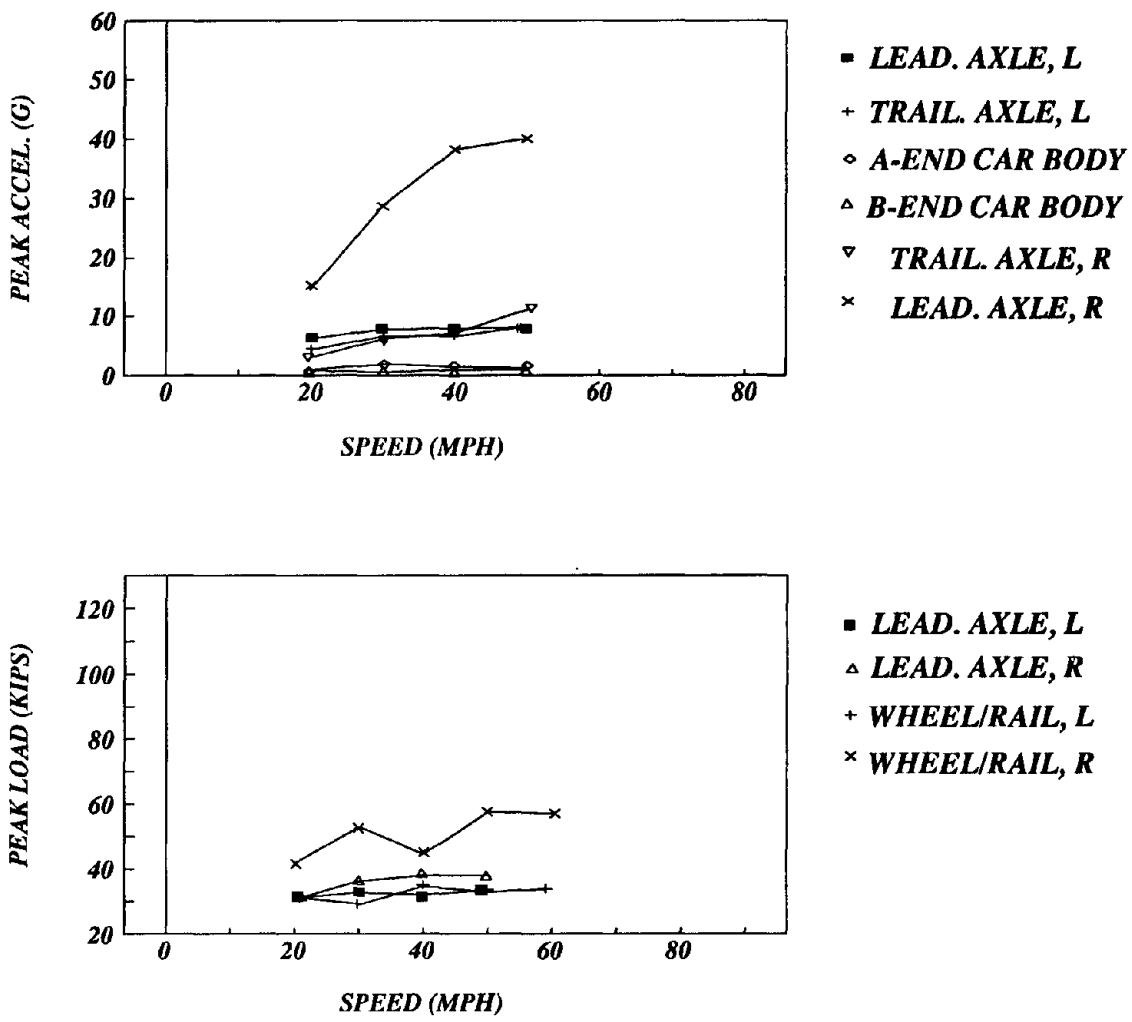 60
50
40
30
20
10
0
PEAK ACCEL. (G)
0 20 40 60 80
SPEED (MPH)
LEAD. AXLE, L
TRAIL. AXLE, L
A-END CAR BODY
B-END CAR BODY
TRAIL. AXLE, R
LEAD. AXLE, R
120
100
80
60
40
20
PEAK LOAD (KIPS)
0 20 40 60 80
SPEED (MPH)
LEAD. AXLE, L
LEAD. AXLE, R
WHEEL/RAIL, L
WHEEL/RAIL, R